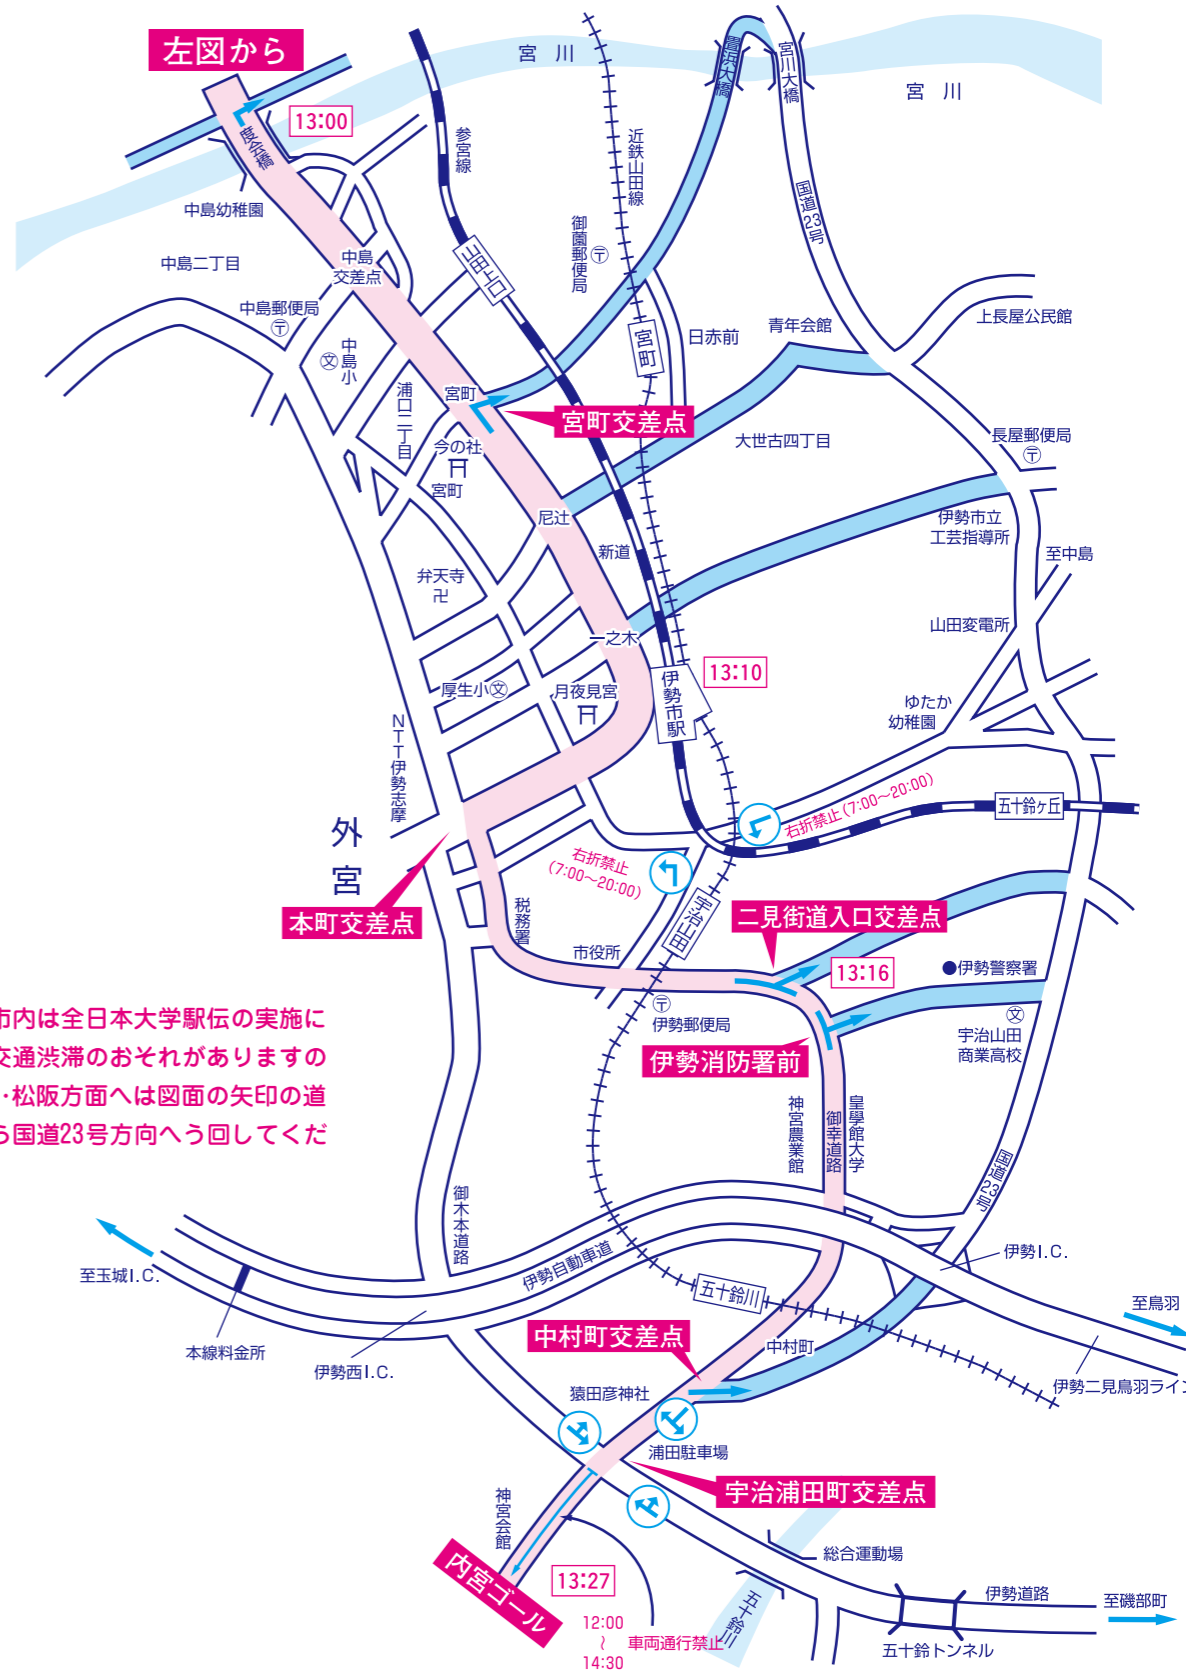 左図から
宮川
宮川
置浜大橋
宮川大橋
13:00
度会橋
参宮線
近鉄山田線
国道23号
中島幼稚園
御薗郵便局
〒
中島二丁目
中島
交差点
山田上口
中島郵便局
〒
上長屋公民館
青年会館
日赤前
宮町
文
中島小
浦口二丁目
宮町
宮町交差点
大世古四丁目
長屋郵便局
〒
今の社
宮町
尼辻
伊勢市立
工芸指導所
新道
至中島
弁天寺
卍
山田変電所
一之木
13:10
伊勢市駅
厚生小文
月夜見宮
ゆたか
幼稚園
NTT伊勢志摩
右折禁止(7:00〜20:00)
五十鈴ヶ丘
外宮
右折禁止
(7:00〜20:00)
本町交差点
税務署
宇治山田
二見街道入口交差点
市役所
13:16
●伊勢警察署
〒
伊勢郵便局
文
宇治山田
商業高校
市内は全日本大学駅伝の実施に
交通渋滞のおそれがありますの
・松阪方面へは図面の矢印の道
ら国道23号方向へう回してくだ
伊勢消防署前
神宮農業館
御幸道路
皇學館大学
国道23号
御木本道路
伊勢自動車道
伊勢I.C.
至玉城I.C.
五十鈴川
至鳥羽
本線料金所
伊勢西I.C.
中村町交差点
中村町
伊勢二見鳥羽ライン
猿田彦神社
浦田駐車場
宇治浦田町交差点
神宮会館
内宮ゴール
13:27
12:00
〜
14:30
車両通行禁止
五十鈴川
総合運動場
伊勢道路
至磯部町
五十鈴トンネル